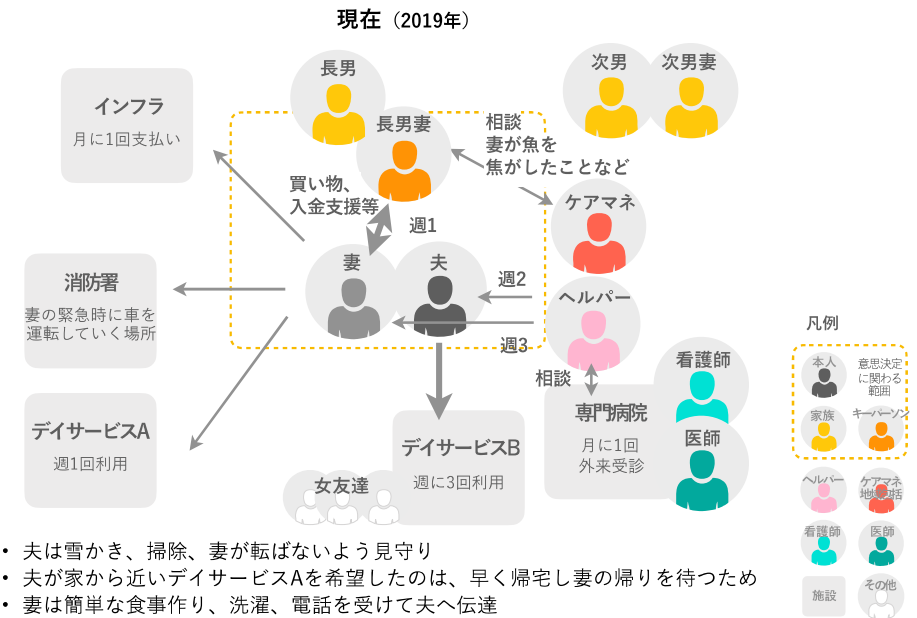 現在（2019年）
長男
次男
次男妻
インフラ
月に1回支払い
長男妻
相談
妻が魚を
焦がしたことなど
買い物、
入金支援等
週1
ケアマネ
妻
夫
週2
消防署
妻の緊急時に車を
運転していく場所
ヘルパー
週3
凡例
本人
意思決定
に関わる
範囲
家族
キーパーソン
相談
看護師
専門病院
月に1回
外来受診
医師
デイサービスA
週1回利用
デイサービスB
週に3回利用
女友達
ヘルパー
ケアマネ
地域包括
看護師
医師
施設
その他
• 夫は雪かき、掃除、妻が転ばないよう見守り
• 夫が家から近いデイサービスAを希望したのは、早く帰宅し妻の帰りを待つため
• 妻は簡単な食事作り、洗濯、電話を受けて夫へ伝達